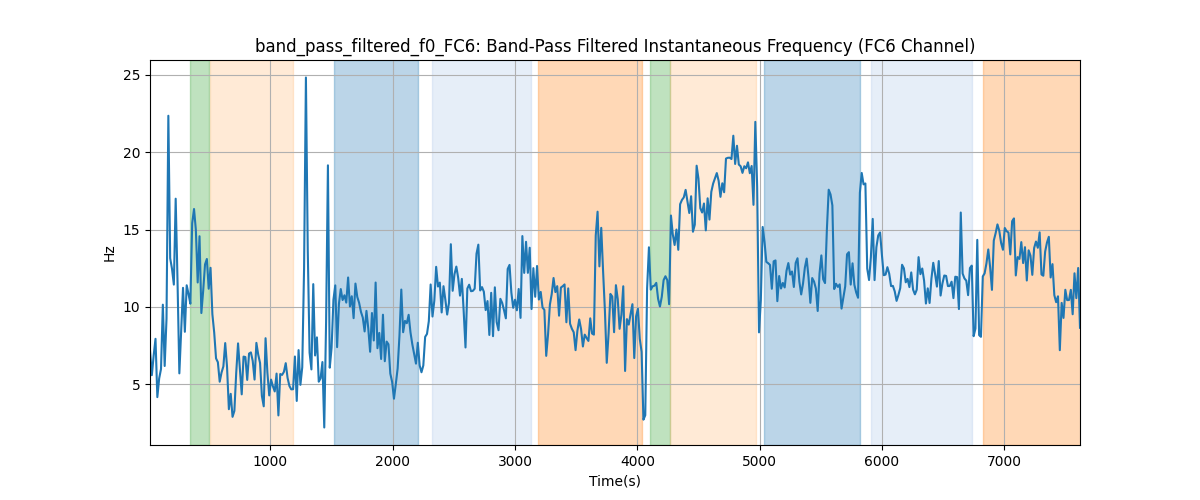 band_pass_filtered_f0_FC6: Band-Pass Filtered Instantaneous Frequency (FC6 Channel)
25
20
15
10
5
Hz
1000 2000 3000 4000 5000 6000 7000
Time(s)